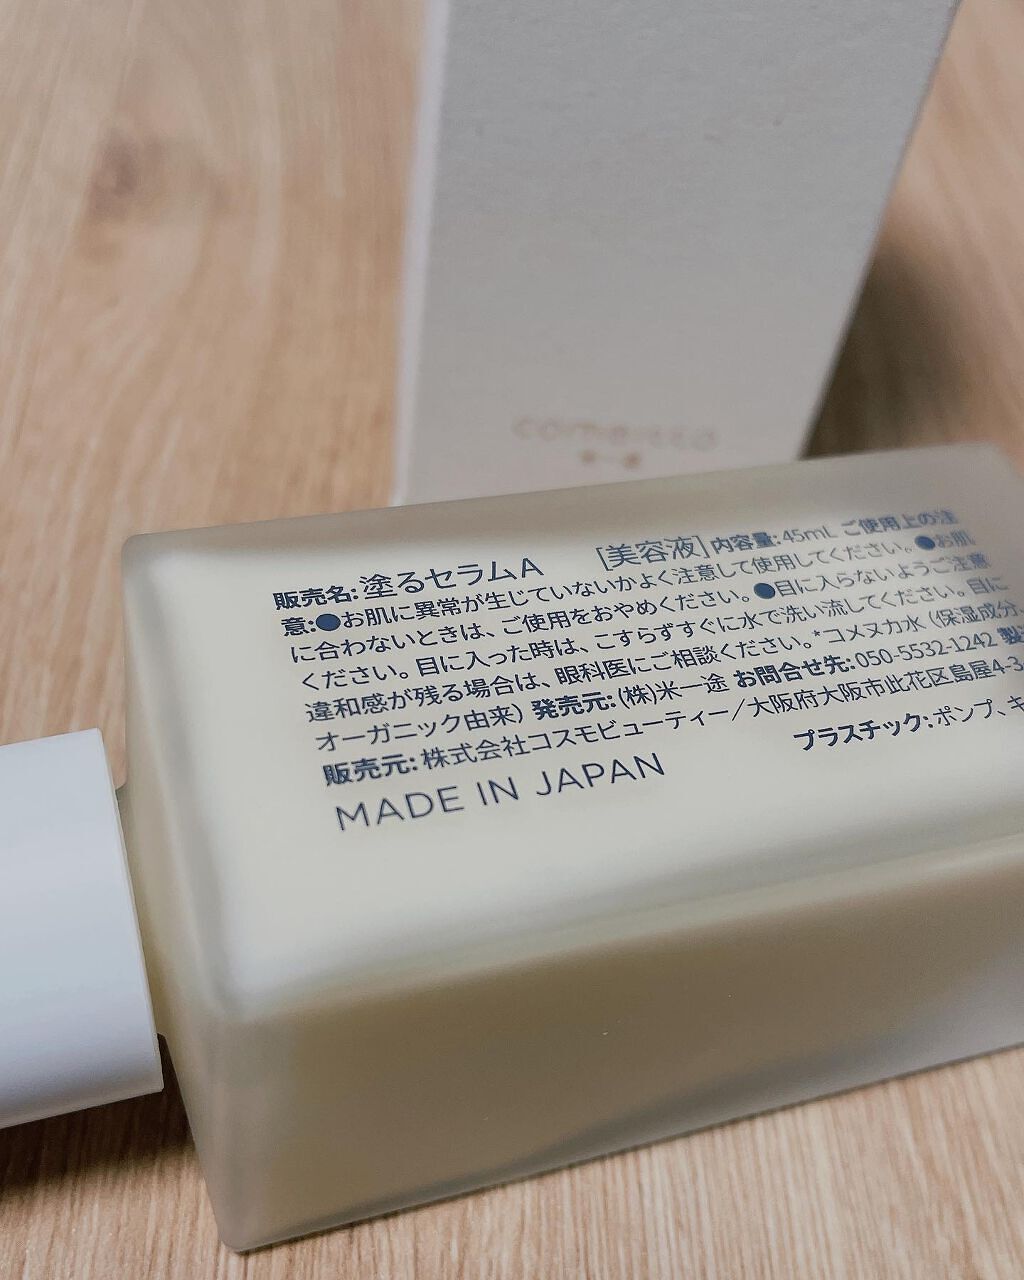 comeitto
販売名:塗るセラムA [美容液] 内容量:45mL ご使用上の注
意:●お肌に異常が生じていないかよく注意して使用してください。●お肌
に合わないときは、ご使用をおやめください。●目に入らないようご注意
ください。目に入った時は、こすらずすぐに水で洗い流してください。目に
違和感が残る場合は、眼科医にご相談ください。*コメヌカ水（保湿成分、
オーガニック由来）発売元:(株)米一途 お問合せ先:050-5532-1242 製
販売元:株式会社コスモビューティー／大阪府大阪市此花区島屋4-3
MADE IN JAPAN プラスチック:ポンプ、キ